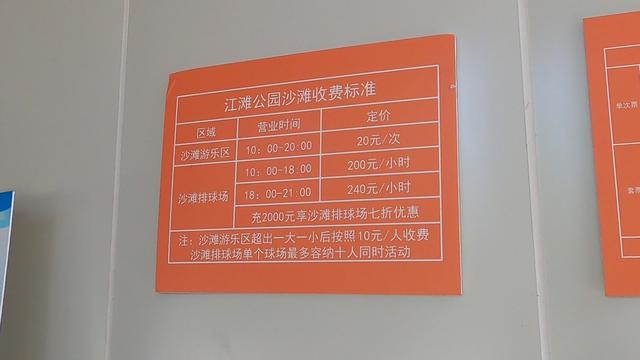 江滩公园沙滩收费标准
区域 营业时间 定价
沙滩游乐区 10：00-20:00 20元/次
沙滩排球场 10：00-18:00 200元/小时
18：00-21:00 240元/小时
充2000元享沙滩排球场七折优惠
注：沙滩游乐区超出一大一小后按照10元/人收费
沙滩排球场单个球场最多容纳十人同时活动
单次票
套票